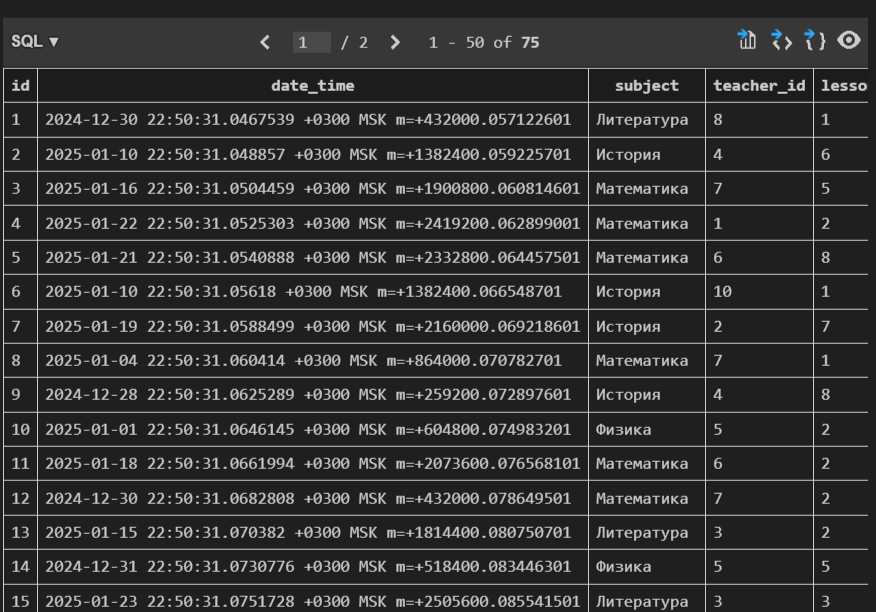 SQL ▼ < 1 / 2 > 1 - 50 of 75
id date_time subject teacher_id lesso
1 2024-12-30 22:50:31.0467539 +0300 MSK m=+432000.057122601 Литература 8 1
2 2025-01-10 22:50:31.048857 +0300 MSK m=+1382400.059225701 История 4 6
3 2025-01-16 22:50:31.0504459 +0300 MSK m=+1900800.060814601 Математика 7 5
4 2025-01-22 22:50:31.0525303 +0300 MSK m=+2419200.062899001 Математика 1 2
5 2025-01-21 22:50:31.0540888 +0300 MSK m=+2332800.064457501 Математика 6 8
6 2025-01-10 22:50:31.05618 +0300 MSK m=+1382400.066548701 История 10 1
7 2025-01-19 22:50:31.0588499 +0300 MSK m=+2160000.069218601 История 2 7
8 2025-01-04 22:50:31.060414 +0300 MSK m=+864000.070782701 Математика 7 1
9 2024-12-28 22:50:31.0625289 +0300 MSK m=+259200.072897601 История 4 8
10 2025-01-01 22:50:31.0646145 +0300 MSK m=+604800.074983201 Физика 5 2
11 2025-01-18 22:50:31.0661994 +0300 MSK m=+2073600.076568101 Математика 6 2
12 2024-12-30 22:50:31.0682808 +0300 MSK m=+432000.078649501 Математика 7 2
13 2025-01-15 22:50:31.070382 +0300 MSK m=+1814400.080750701 Литература 3 2
14 2024-12-31 22:50:31.0730776 +0300 MSK m=+518400.083446301 Физика 5 5
15 2025-01-23 22:50:31.0751728 +0300 MSK m=+2505600.085541501 Литература 3 3